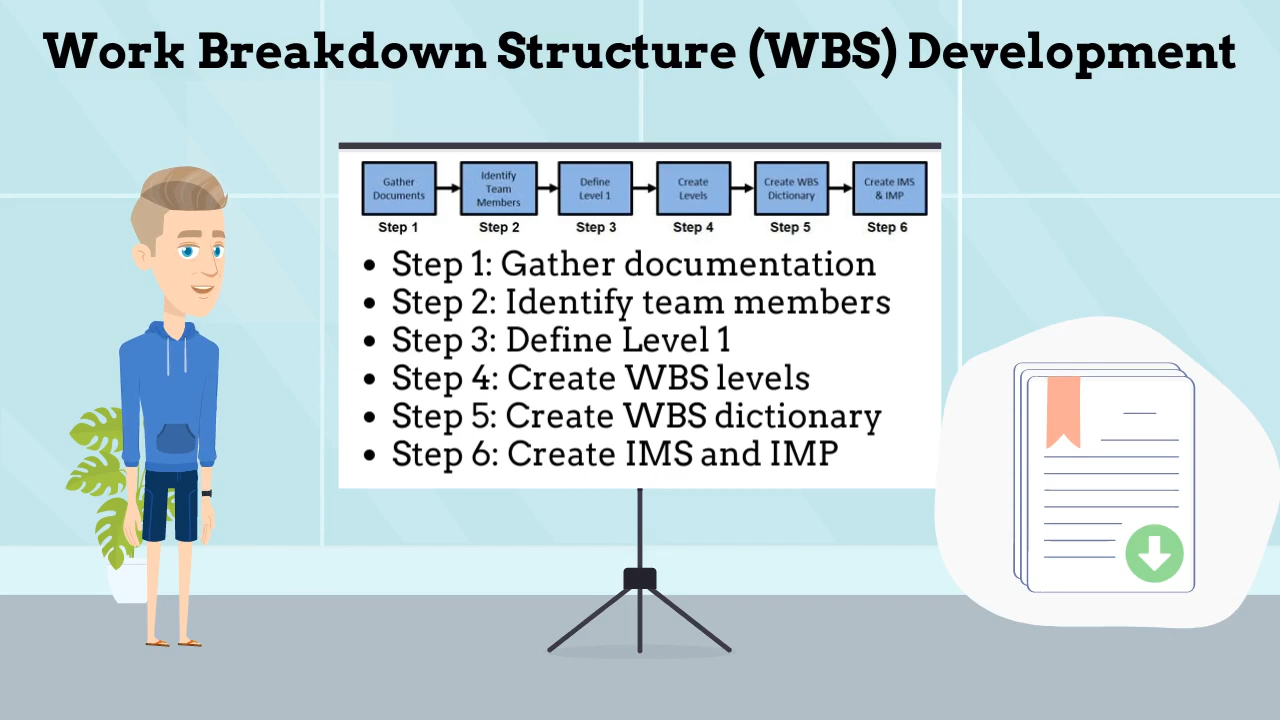 Work Breakdown Structure (WBS) Development
Gather
Documents
Identify
Team
Members
Define
Level 1
Create
Levels
Create WBS
Dictionary
Create IMS
& IMP
Step 1
Step 2
Step 3
Step 4
Step 5
Step 6
• Step 1: Gather documentation
• Step 2: Identify team members
• Step 3: Define Level 1
• Step 4: Create WBS levels
• Step 5: Create WBS dictionary
• Step 6: Create IMS and IMP